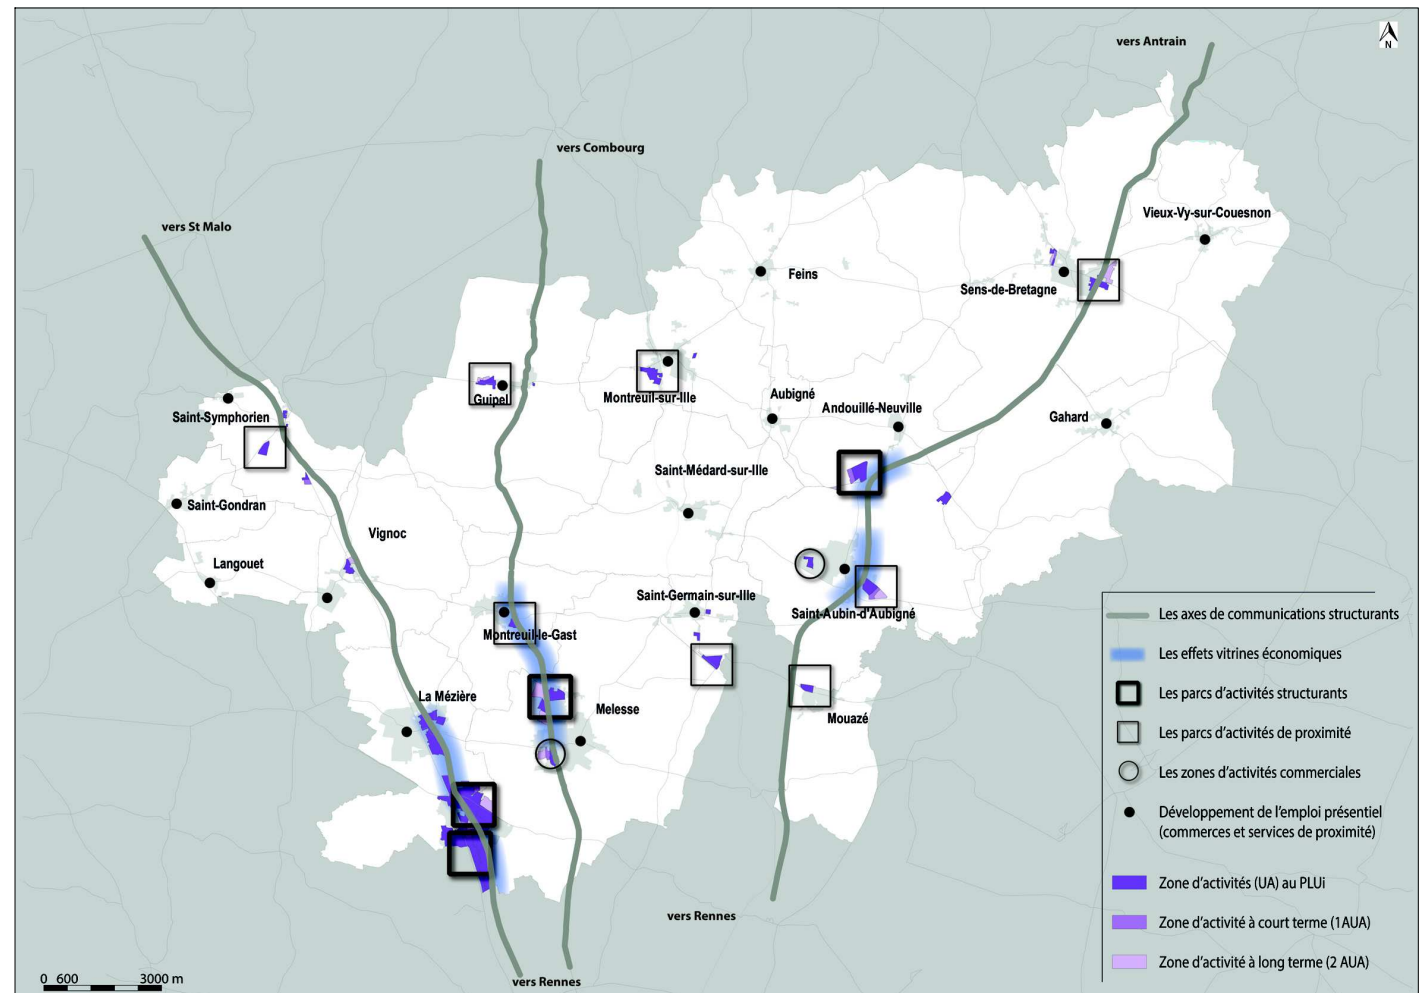 vers Antrain
N
vers Combourg
Vieux-Vy-sur-Couesnon
vers St Malo
Feins
Sens-de-Bretagne
Guipel
Montreuil-sur-Ille
Aubigné
Andouillé-Neuville
Gahard
Saint-Symphorien
Saint-Médard-sur-Ille
Saint-Gondran
Vignoc
Langouet
Saint-Germain-sur-Ille
Saint-Aubin-d'Aubigné
Montreuil-le-Gast
La Mézière
Melesse
Mouazé
vers Rennes
vers Rennes
0 600 3000 m
Les axes de communications structurants
Les effets vitrines économiques
Les parcs d'activités structurants
Les parcs d'activités de proximité
Les zones d'activités commerciales
Développement de l'emploi présentiel
(commerces et services de proximité)
Zone d'activités (UA) au PLUi
Zone d'activité à court terme (1AUA)
Zone d'activité à long terme (2 AUA)